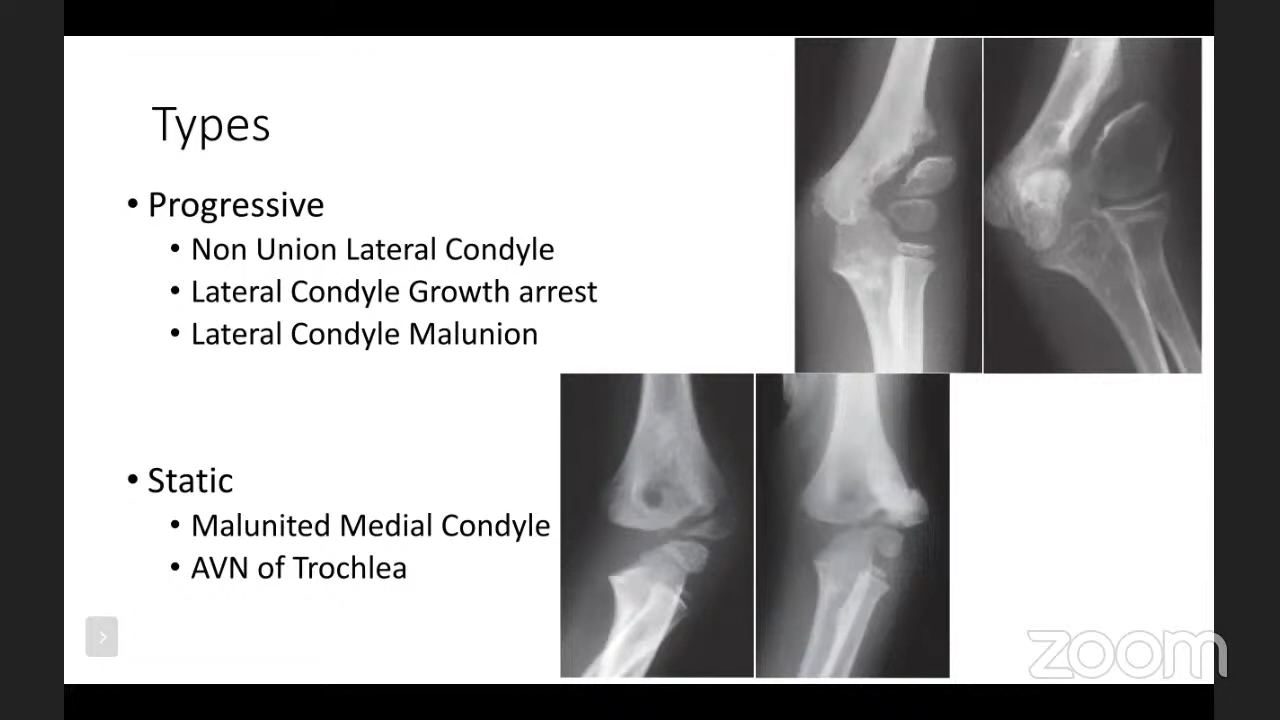 Types
• Progressive
• Non Union Lateral Condyle
• Lateral Condyle Growth arrest
• Lateral Condyle Malunion
• Static
• Malunited Medial Condyle
• AVN of Trochlea
zoom